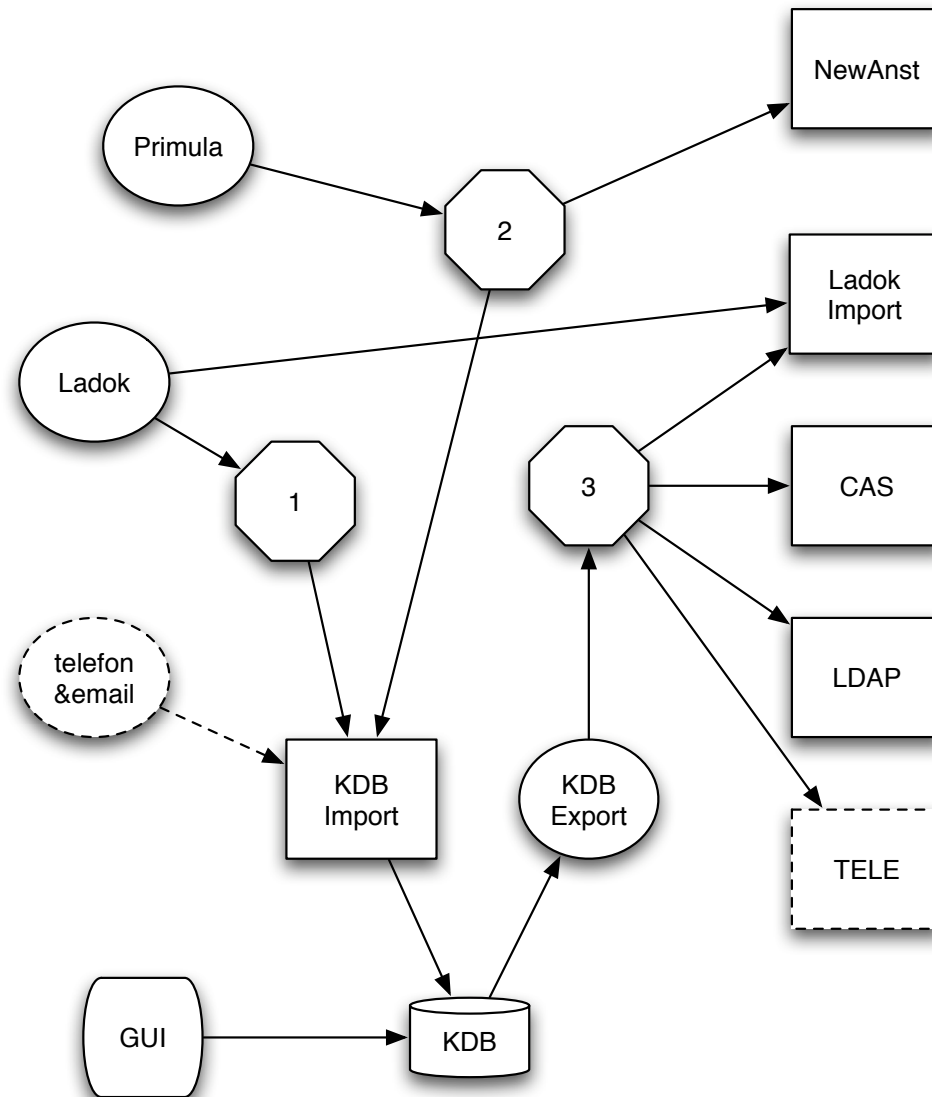 NewAnst
Primula
2
Ladok
Import
Ladok
1
3
CAS
telefon
&email
LDAP
KDB
Import
KDB
Export
TELE
GUI
KDB